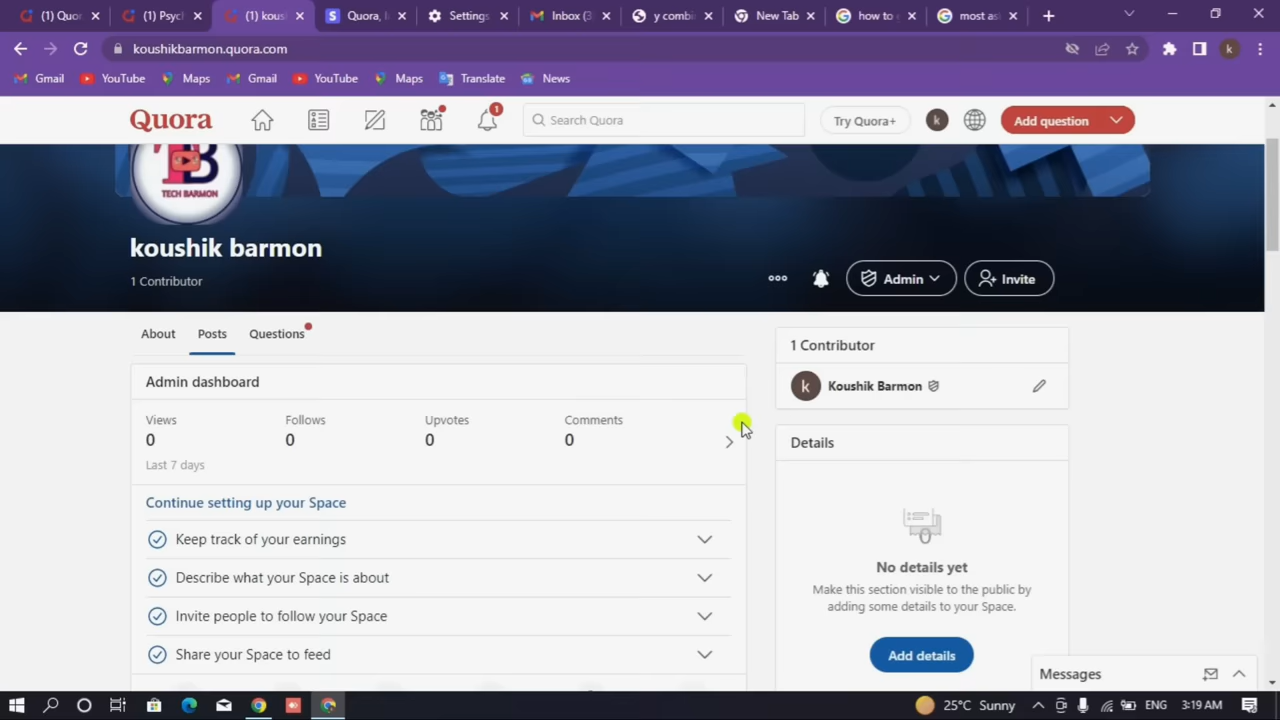 (1) Quor
(1) Psycl
(1) kous
Quora, I
Settings
Inbox (3
y combi
New Tab
how to g
most as
koushikbarmon.quora.com
k
Gmail
YouTube
Maps
Gmail
YouTube
Maps
Translate
News
Quora
1
Search Quora
Try Quora+
k
Add question
TB
TECH BARMON
koushik barmon
1 Contributor
Admin
Invite
About
Posts
Questions
1 Contributor
k
Koushik Barmon
Admin dashboard
Views
Follows
Upvotes
Comments
0
0
0
0
Last 7 days
Details
Continue setting up your Space
Keep track of your earnings
Describe what your Space is about
Invite people to follow your Space
Share your Space to feed
No details yet
Make this section visible to the public by
adding some details to your Space.
Add details
Messages
25°C Sunny
ENG
3:19 AM